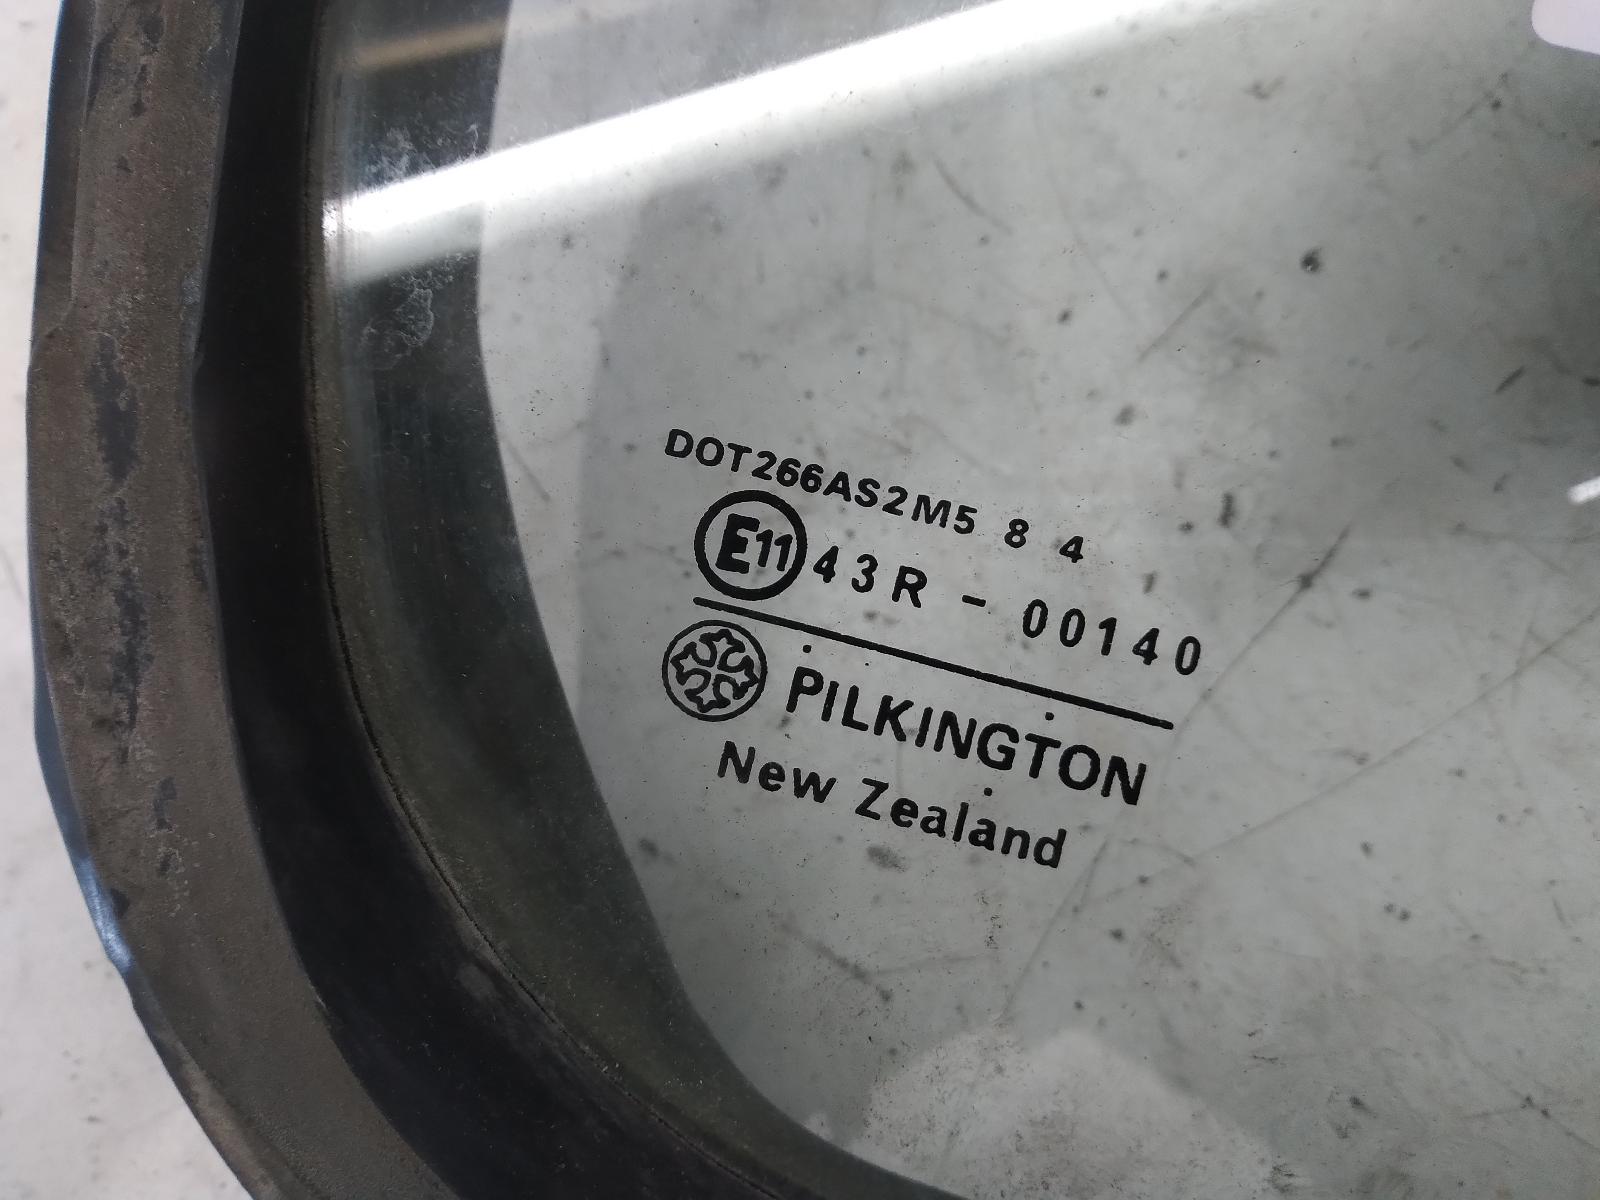 DOT266AS2M5 8 4
E11 43R - 00140
PILKINGTON
New Zealand